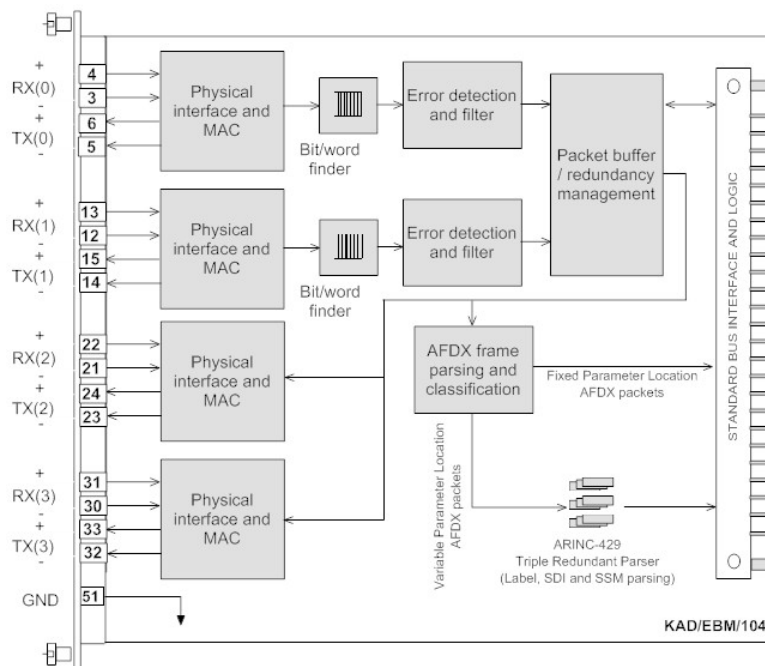 +
RX(0)
-
+
TX(0)
-
4
3
6
5
Physical
interface and
MAC
Bit/word
finder
Error detection
and filter
Packet buffer
/ redundancy
management
+
RX(1)
-
+
TX(1)
-
13
12
15
14
Physical
interface and
MAC
Bit/word
finder
Error detection
and filter
STANDARD BUS INTERFACE AND LOGIC
+
RX(2)
-
+
TX(2)
-
22
21
24
23
Physical
interface and
MAC
AFDX frame
parsing and
classification
Fixed Parameter Location
AFDX packets
+
RX(3)
-
+
TX(3)
-
31
30
33
32
Physical
interface and
MAC
Variable Parameter Location
AFDX packets
ARINC-429
Triple Redundant Parser
(Label, SDI and SSM parsing)
GND
51
KAD/EBM/104